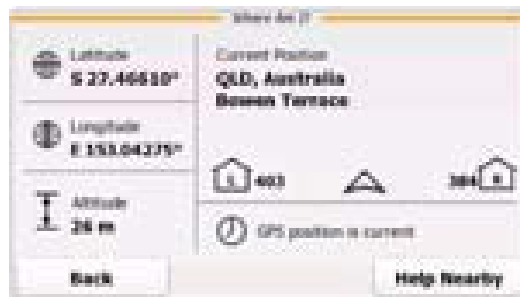 Where Am I?
Latitude
S 27.46610°
Longitude
E 153.04275°
Altitude
26 m
Current Position
QLD, Australia
Bowen Terrace
L 403
384 R
GPS position is current
Back
Help Nearby